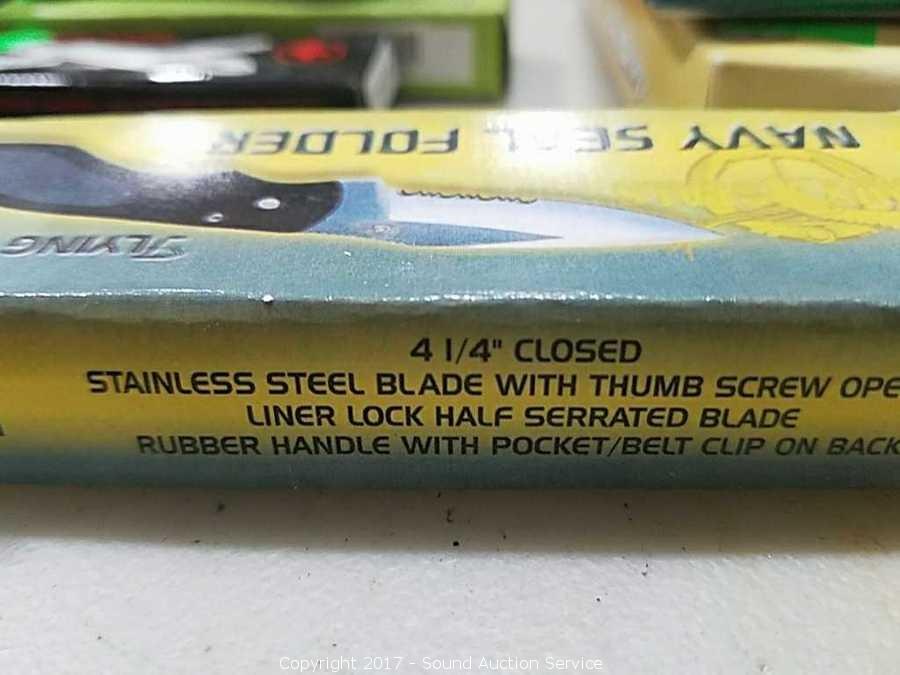 NAVY SEAL FOLDER
FLYING
4 1/4" CLOSED
STAINLESS STEEL BLADE WITH THUMB SCREW OPE
LINER LOCK HALF SERRATED BLADE
RUBBER HANDLE WITH POCKET/BELT CLIP ON BACK
Copyright 2017 - Sound Auction Service